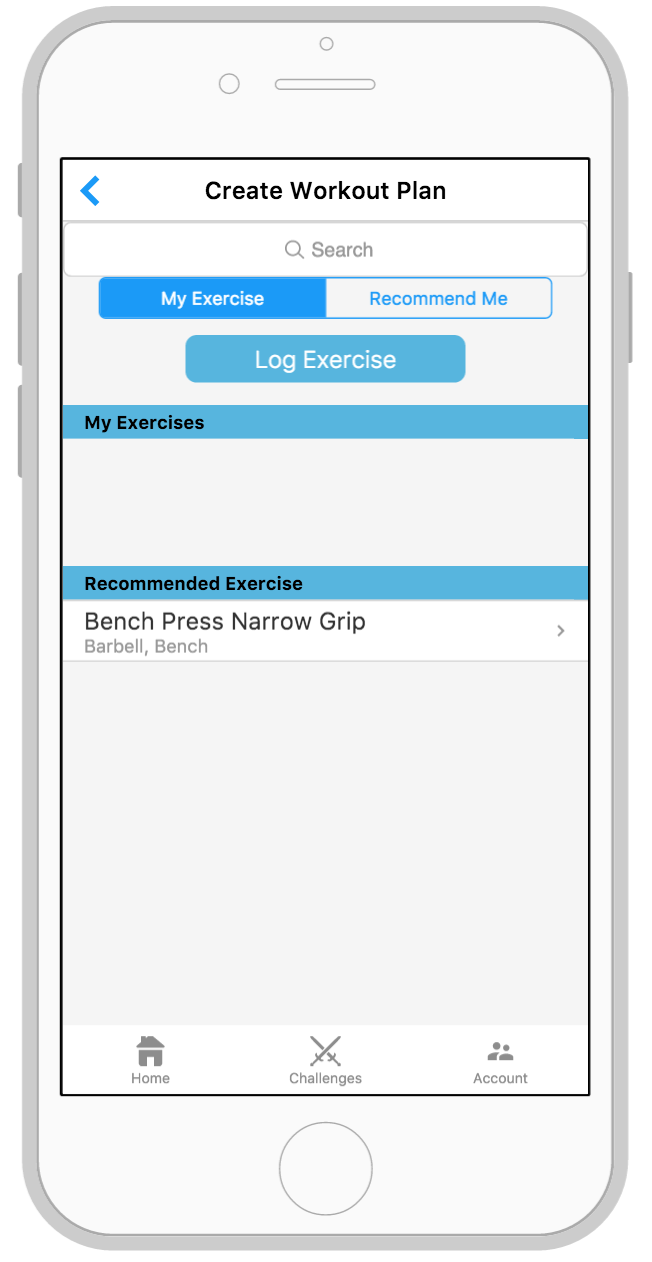 Create Workout Plan
Search
My Exercise Recommend Me
Log Exercise
My Exercises
Recommended Exercise
Bench Press Narrow Grip
Barbell, Bench
Home Challenges Account